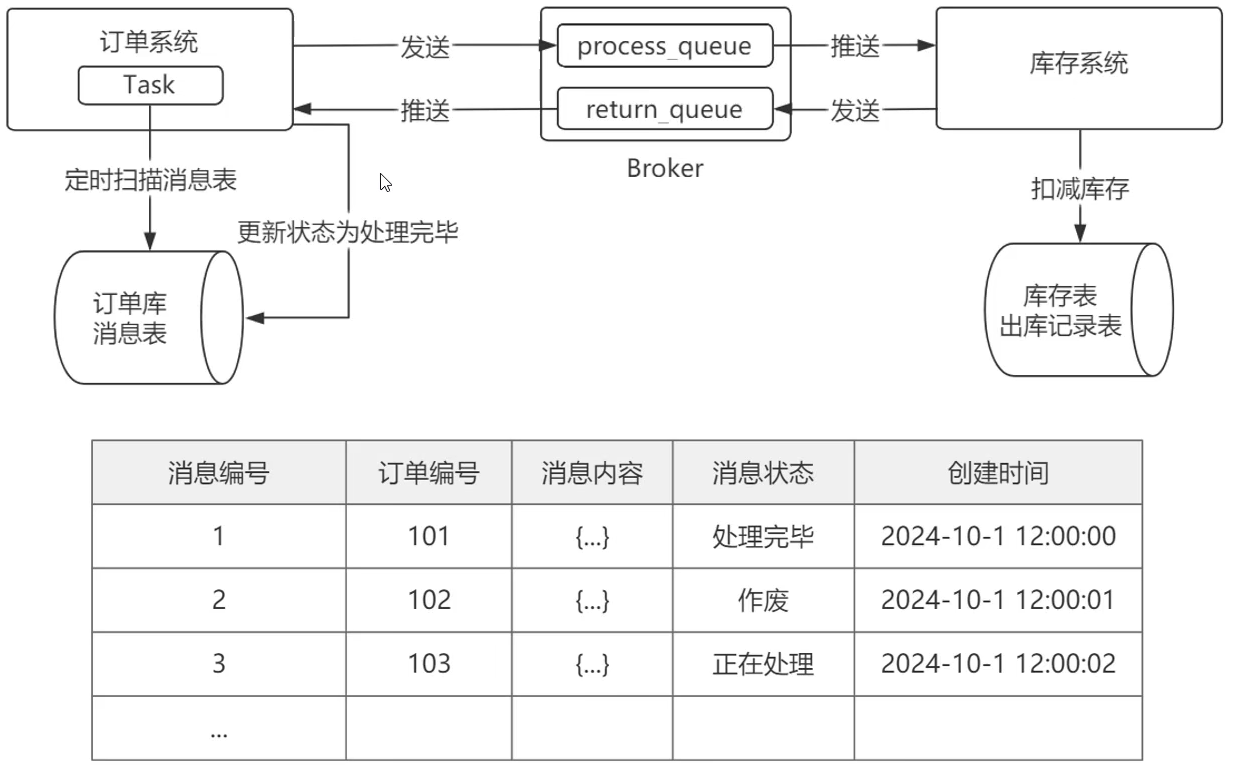 订单系统
Task
发送
process_queue
推送
库存系统
推送
return_queue
发送
Broker
定时扫描消息表
更新状态为处理完毕
扣减库存
订单库
消息表
库存表
出库记录表
消息编号 订单编号 消息内容 消息状态 创建时间
1 101 {...} 处理完毕 2024-10-1 12:00:00
2 102 {...} 作废 2024-10-1 12:00:01
3 103 {...} 正在处理 2024-10-1 12:00:02
...